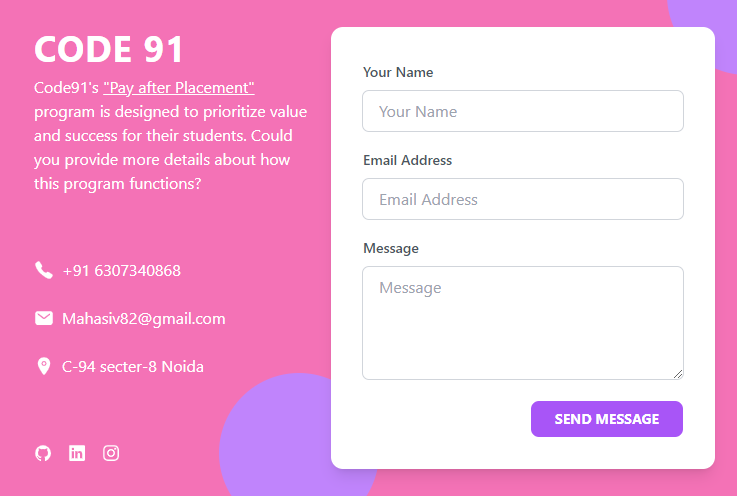 CODE 91
Code91's "Pay after Placement"
program is designed to prioritize value
and success for their students. Could
you provide more details about how
this program functions?
+91 6307340868
Mahasiv82@gmail.com
C-94 secter-8 Noida
Your Name
Your Name
Email Address
Email Address
Message
Message
SEND MESSAGE